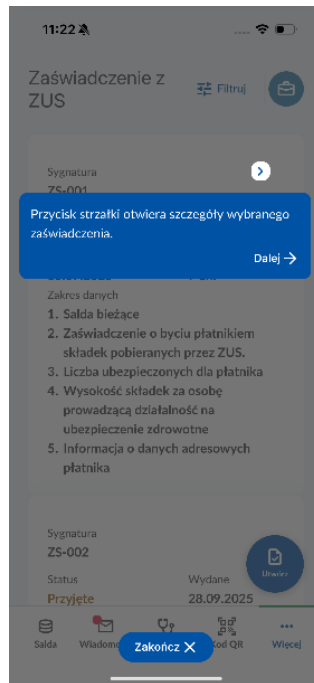 11:22
Zaświadczenie z
ZUS
Filtruj
Sygnatura
ZS-001
Przycisk strzałki otwiera szczegóły wybranego
zaświadczenia.
Dalej →
Zakres danych
1. Salda bieżące
2. Zaświadczenie o byciu płatnikiem
składek pobieranych przez ZUS.
3. Liczba ubezpieczonych dla płatnika
4. Wysokość składek za osobę
prowadzącą działalność na
ubezpieczenie zdrowotne
5. Informacja o danych adresowych
płatnika
Sygnatura
ZS-002
Status Wydane
Przyjęte 28.09.2025
Utwórz
Salda Wiadomo Kod QR Więcej
Zakończ ✕